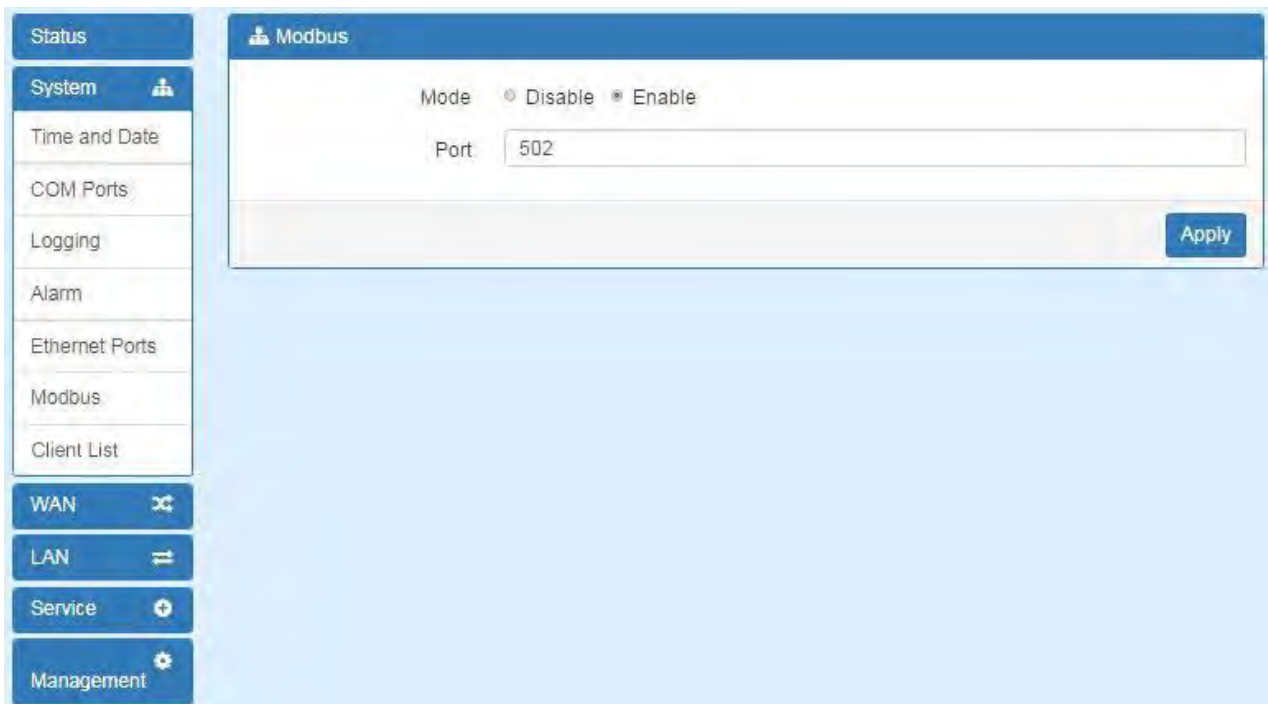 Status
System
Time and Date
COM Ports
Logging
Alarm
Ethernet Ports
Modbus
Client List
WAN
LAN
Service
Management
Modbus
Mode Disable Enable
Port 502
Apply